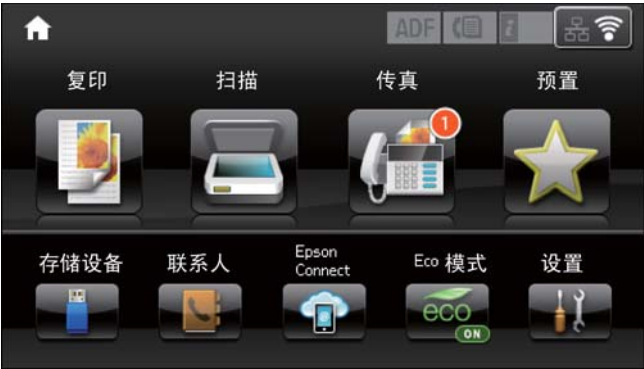 ADF i
复印 扫描 传真 预置
1
存储设备 联系人 Epson Connect Eco 模式 设置
eco
ON